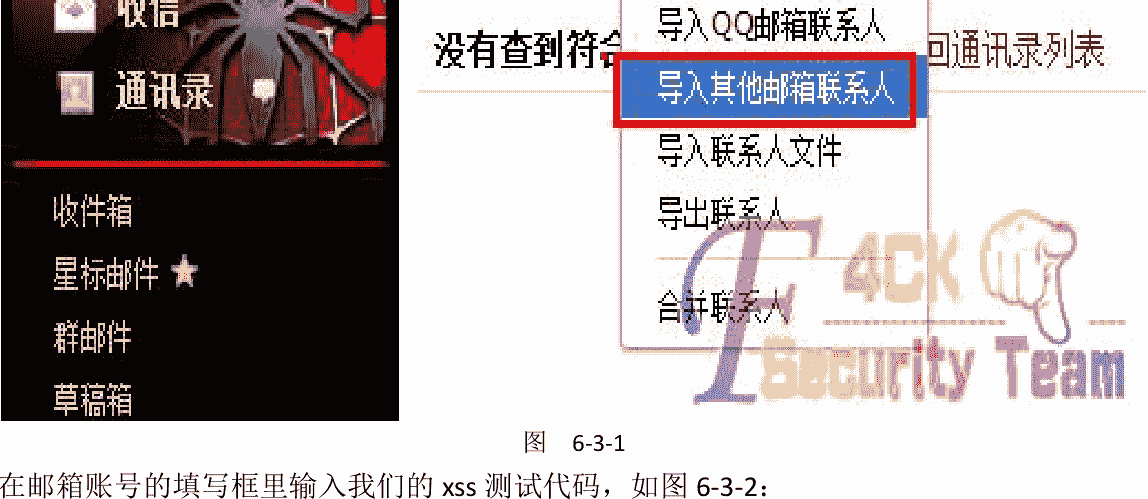 收信
通讯录
收件箱
星标邮件
群邮件
草稿箱
没有查到符合
回通讯录列表
导入QQ邮箱联系人
导入其他邮箱联系人
导入联系人文件
导出联系人
合并联系人
F4CK
Security Team
图 6-3-1
在邮箱账号的填写框里输入我们的 xss 测试代码，如图 6-3-2：